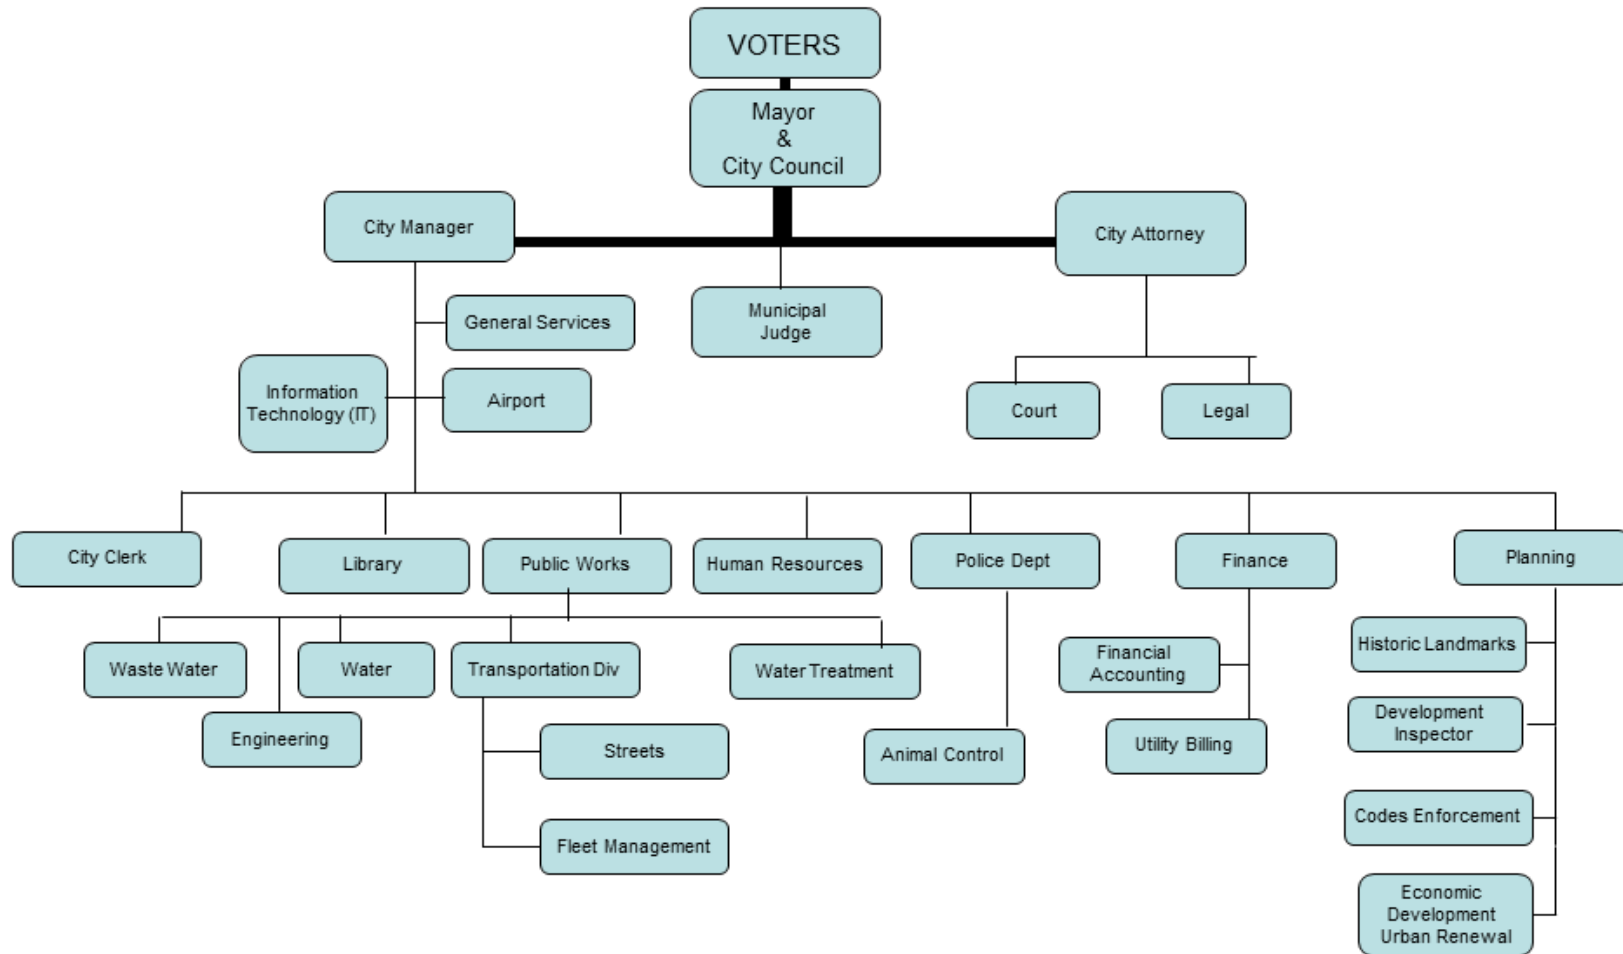 VOTERS
Mayor
&
City Council
City Manager
City Attorney
General Services
Municipal
Judge
Information
Technology (IT)
Airport
Court
Legal
City Clerk
Library
Public Works
Human Resources
Police Dept
Finance
Planning
Waste Water
Water
Transportation Div
Water Treatment
Financial
Accounting
Historic Landmarks
Engineering
Streets
Animal Control
Utility Billing
Development
Inspector
Fleet Management
Codes Enforcement
Economic
Development
Urban Renewal